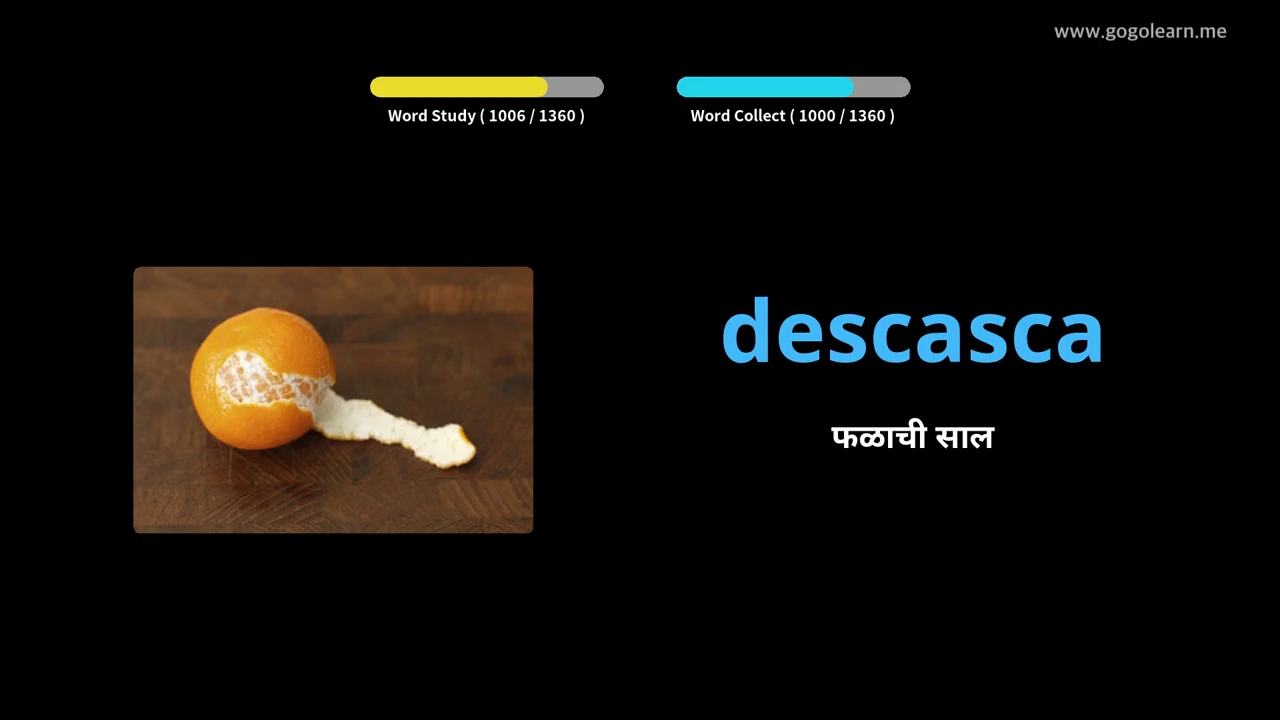 www.gogolearn.me
Word Study ( 1006 / 1360 )
Word Collect ( 1000 / 1360 )
descasca
फळाची साल